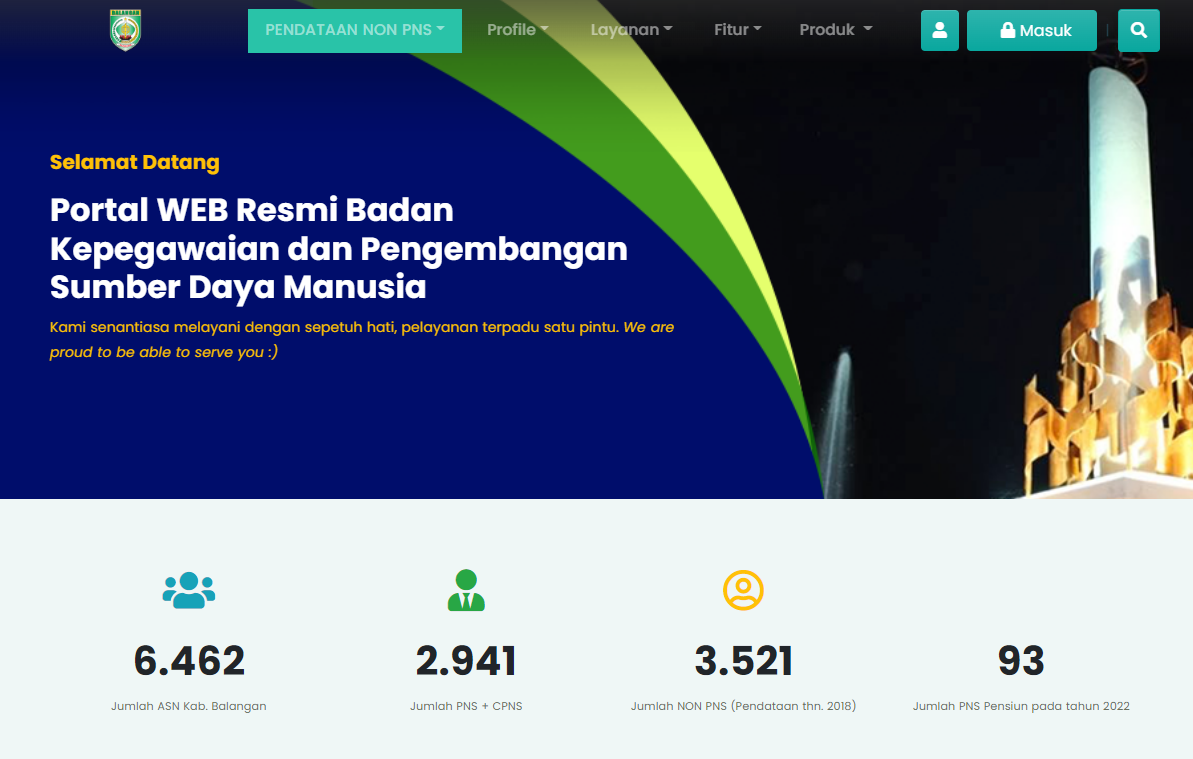 BALANGAN
PENDATAAN NON PNS
Profile
Layanan
Fitur
Produk
Masuk
Selamat Datang
Portal WEB Resmi Badan
Kepegawaian dan Pengembangan
Sumber Daya Manusia
Kami senantiasa melayani dengan sepetuh hati, pelayanan terpadu satu pintu. We are
proud to be able to serve you :)
6.462
2.941
3.521
93
Jumlah ASN Kab. Balangan
Jumlah PNS + CPNS
Jumlah NON PNS (Pendataan thn. 2018)
Jumlah PNS Pensiun pada tahun 2022